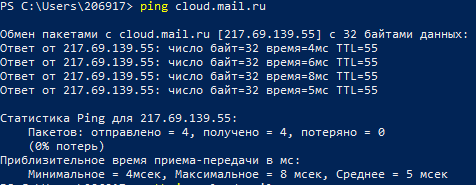 PS C:\Users\206917> ping cloud.mail.ru
Обмен пакетами с cloud.mail.ru [217.69.139.55] с 32 байтами данных:
Ответ от 217.69.139.55: число байт=32 время=4мс TTL=55
Ответ от 217.69.139.55: число байт=32 время=6мс TTL=55
Ответ от 217.69.139.55: число байт=32 время=8мс TTL=55
Ответ от 217.69.139.55: число байт=32 время=5мс TTL=55
Статистика Ping для 217.69.139.55:
Пакетов: отправлено = 4, получено = 4, потеряно = 0
(0% потерь)
Приблизительное время приема-передачи в мс:
Минимальное = 4мсек, Максимальное = 8 мсек, Среднее = 5 мсек